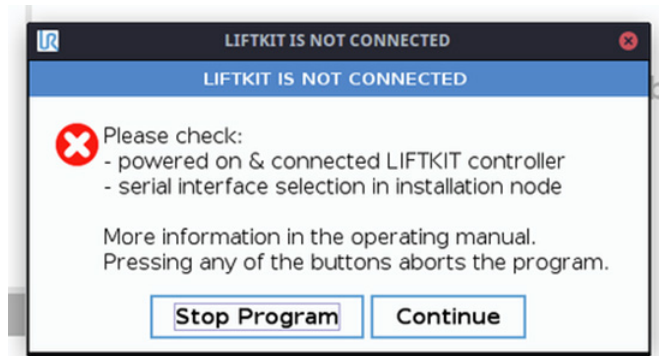 UR
LIFTKIT IS NOT CONNECTED
LIFTKIT IS NOT CONNECTED
Please check:
- powered on & connected LIFTKIT controller
- serial interface selection in installation node
More information in the operating manual.
Pressing any of the buttons aborts the program.
Stop Program
Continue